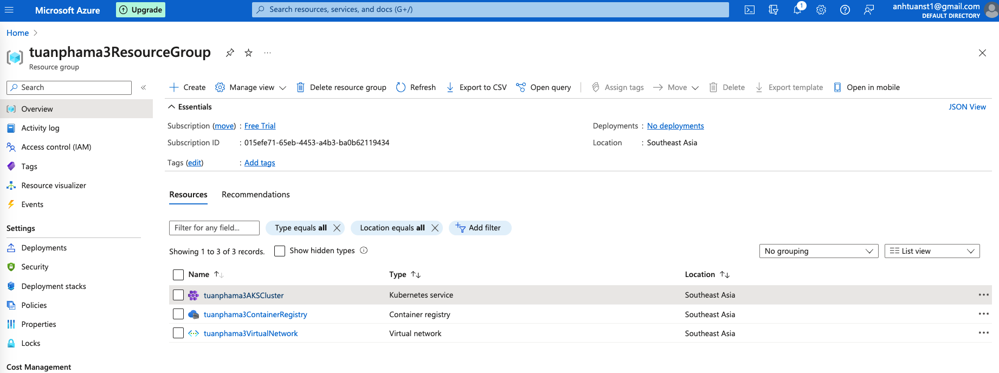 Microsoft Azure
Upgrade
Search resources, services, and docs (G+/)
1
anhtuanst1@gmail.com
DEFAULT DIRECTORY
Home
tuanphama3ResourceGroup
Resource group
Search
Create
Manage view
Delete resource group
Refresh
Export to CSV
Open query
Assign tags
Move
Delete
Export template
Open in mobile
Overview
Activity log
Access control (IAM)
Tags
Resource visualizer
Events
Settings
Deployments
Security
Deployment stacks
Policies
Properties
Locks
Cost Management
Essentials
JSON View
Subscription (move) : Free Trial
Deployments : No deployments
Subscription ID : 015efe71-65eb-4453-a4b3-ba0b62119434
Location : Southeast Asia
Tags (edit) : Add tags
Resources
Recommendations
Filter for any field...
Type equals all
Location equals all
Add filter
Showing 1 to 3 of 3 records.
Show hidden types
No grouping
List view
Name Type Location
tuanphama3AKSCluster Kubernetes service Southeast Asia
tuanphama3ContainerRegistry Container registry Southeast Asia
tuanphama3VirtualNetwork Virtual network Southeast Asia